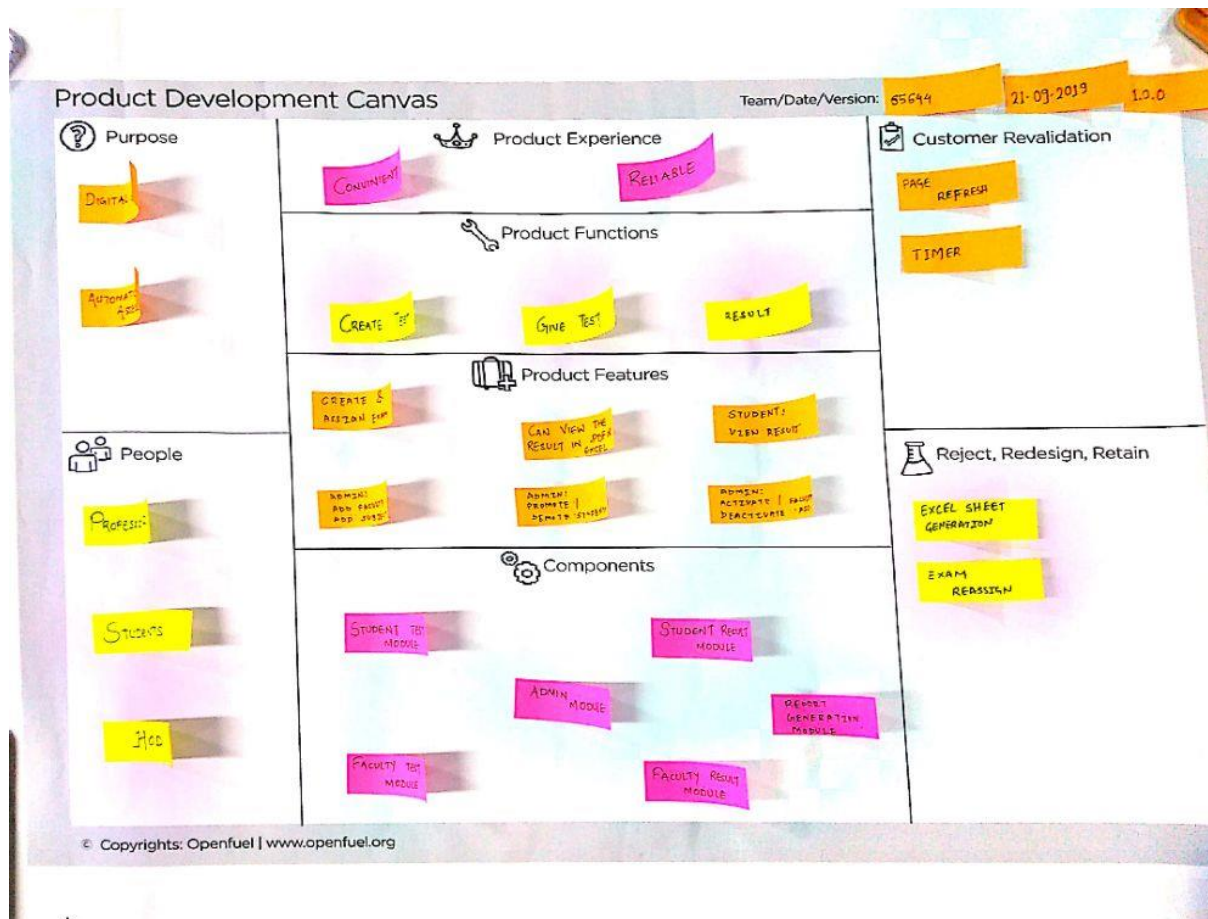 Product Development Canvas
Team/Date/Version:
65644
21-09-2019
1.0.0
Purpose
DIGITAL
Product Experience
CONVINIENT
RELIABLE
Product Functions
CREATE TEST
GIVE TEST
RESULT
Product Features
CREATE &
ASSIGN EXAM
CAN VIEW THE
RESULT IN
EXCEL
STUDENT:
VIEW RESULT
ADMIN:
ADD FACULTY
ADD
ADMIN:
PROMOTE |
DEMOTE STUDENT
ADMIN:
ACTIVATE |
DEACTIVATE
Components
STUDENT TEST
MODULE
STUDENT RESULT
MODULE
ADMIN
MODULE
REPORT
GENERATION
MODULE
FACULTY TEST
MODULE
FACULTY RESULT
MODULE
People
STUDENTS
HOD
Customer Revalidation
PAGE
REFRESH
TIMER
Reject, Redesign, Retain
EXCEL SHEET
GENERATION
EXAM
REASSIGN
© Copyrights: Openfuel | www.openfuel.org